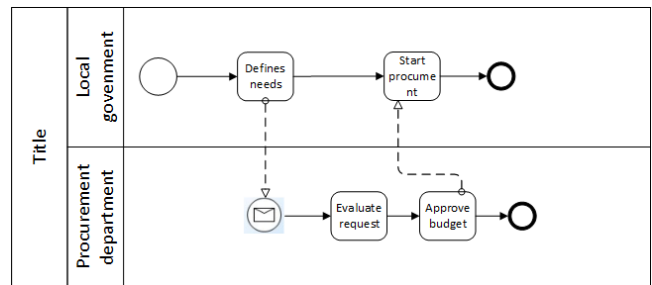 Title
Local
govenment
Defines
needs
Start
procume
nt
Procurement
department
Evaluate
request
Approve
budget